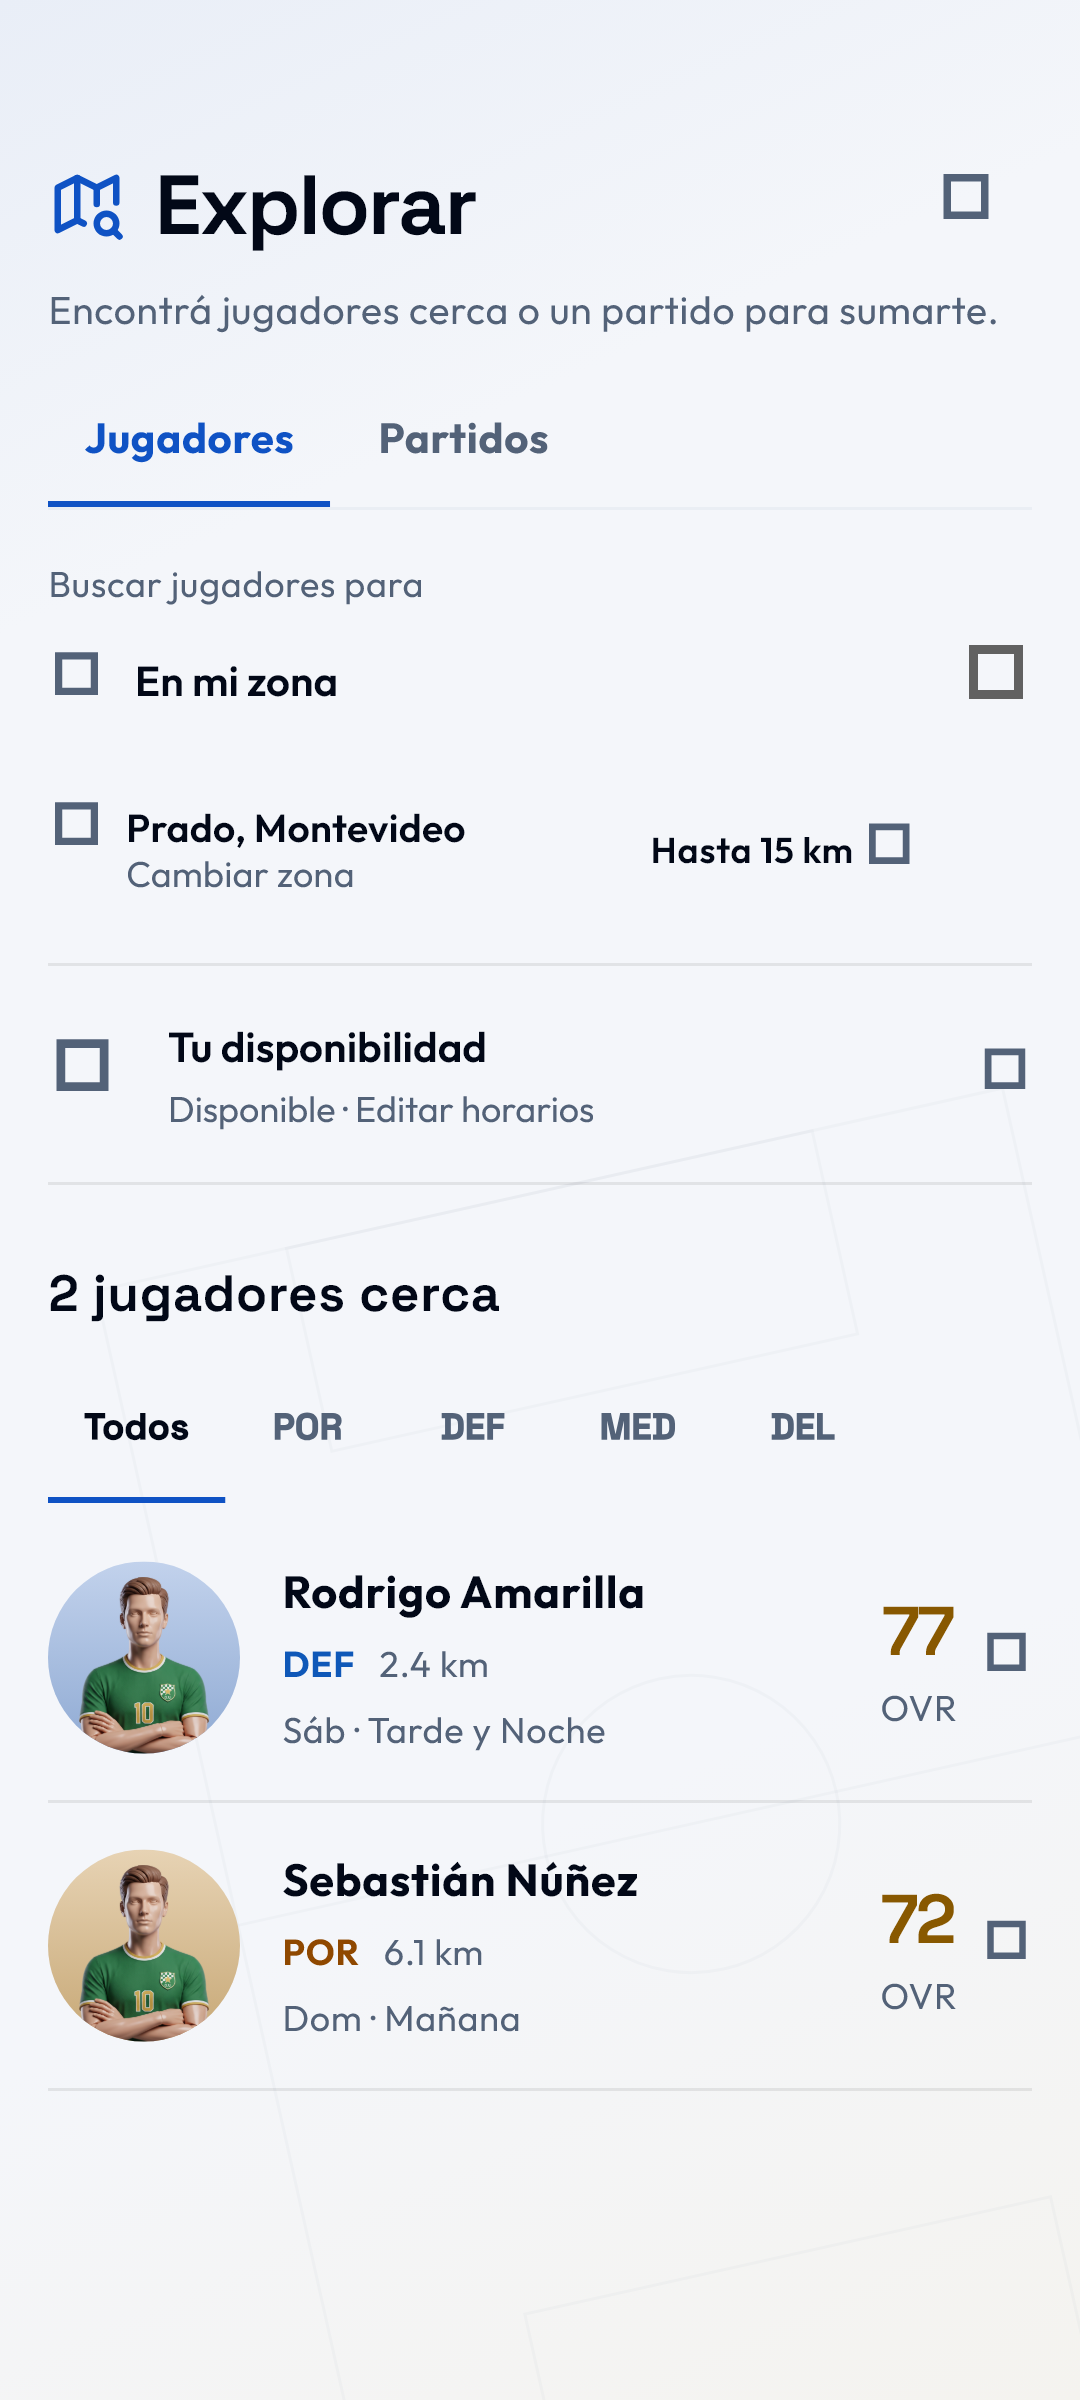 Explorar
Encontrá jugadores cerca o un partido para sumarte.
Jugadores Partidos
Buscar jugadores para
En mi zona
Prado, Montevideo
Cambiar zona
Hasta 15 km
Tu disponibilidad
Disponible · Editar horarios
2 jugadores cerca
Todos POR DEF MED DEL
Rodrigo Amarilla
DEF 2.4 km
Sáb · Tarde y Noche
77
OVR
10
Sebastián Núñez
POR 6.1 km
Dom · Mañana
72
OVR
10